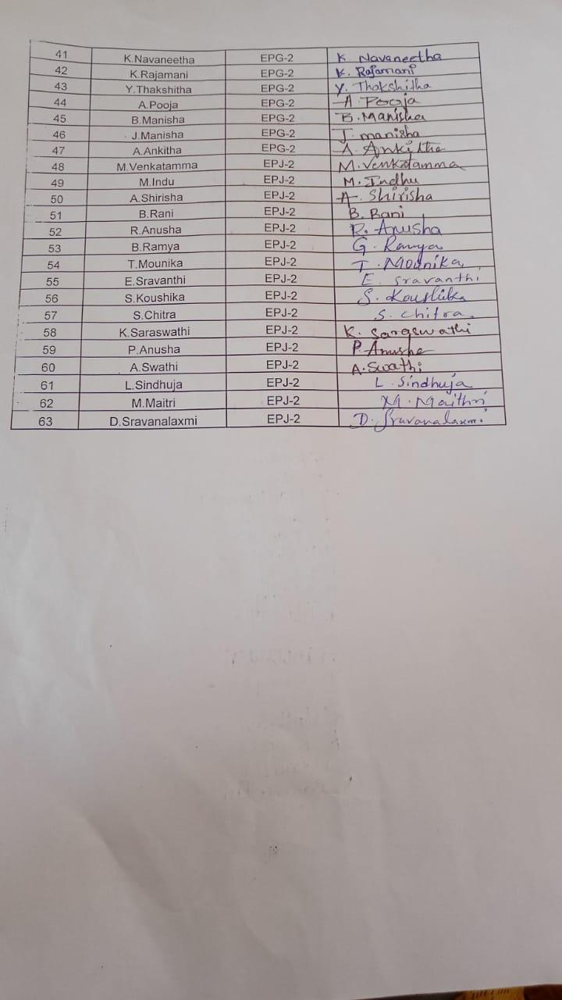 41 K.Navaneetha EPG-2 K. Navaneetha
42 K.Rajamani EPG-2 K. Rajamani
43 Y.Thakshitha EPG-2 Y. Thakshitha
44 A.Pooja EPG-2 A. Pooja
45 B.Manisha EPG-2 B. Manisha
46 J.Manisha EPG-2 J. manisha
47 A.Ankitha EPG-2 A. Ankitha
48 M.Venkatamma EPJ-2 M. Venkatamma
49 M.Indu EPJ-2 M. Indhu
50 A.Shirisha EPJ-2 A. Shirisha
51 B.Rani EPJ-2 B. Rani
52 R.Anusha EPJ-2 R. Anusha
53 B.Ramya EPJ-2 G. Ramya
54 T.Mounika EPJ-2 T. Mounika
55 E.Sravanthi EPJ-2 E. Sravanthi
56 S.Koushika EPJ-2 S. Koushika
57 S.Chitra EPJ-2 S. chitra
58 K.Saraswathi EPJ-2 K. Saraswathi
59 P.Anusha EPJ-2 P. Anusha
60 A.Swathi EPJ-2 A. Swathi
61 L.Sindhuja EPJ-2 L. Sindhuja
62 M.Maitri EPJ-2 M. Maithri
63 D.Sravanalaxmi EPJ-2 D. Sravanalaxmi